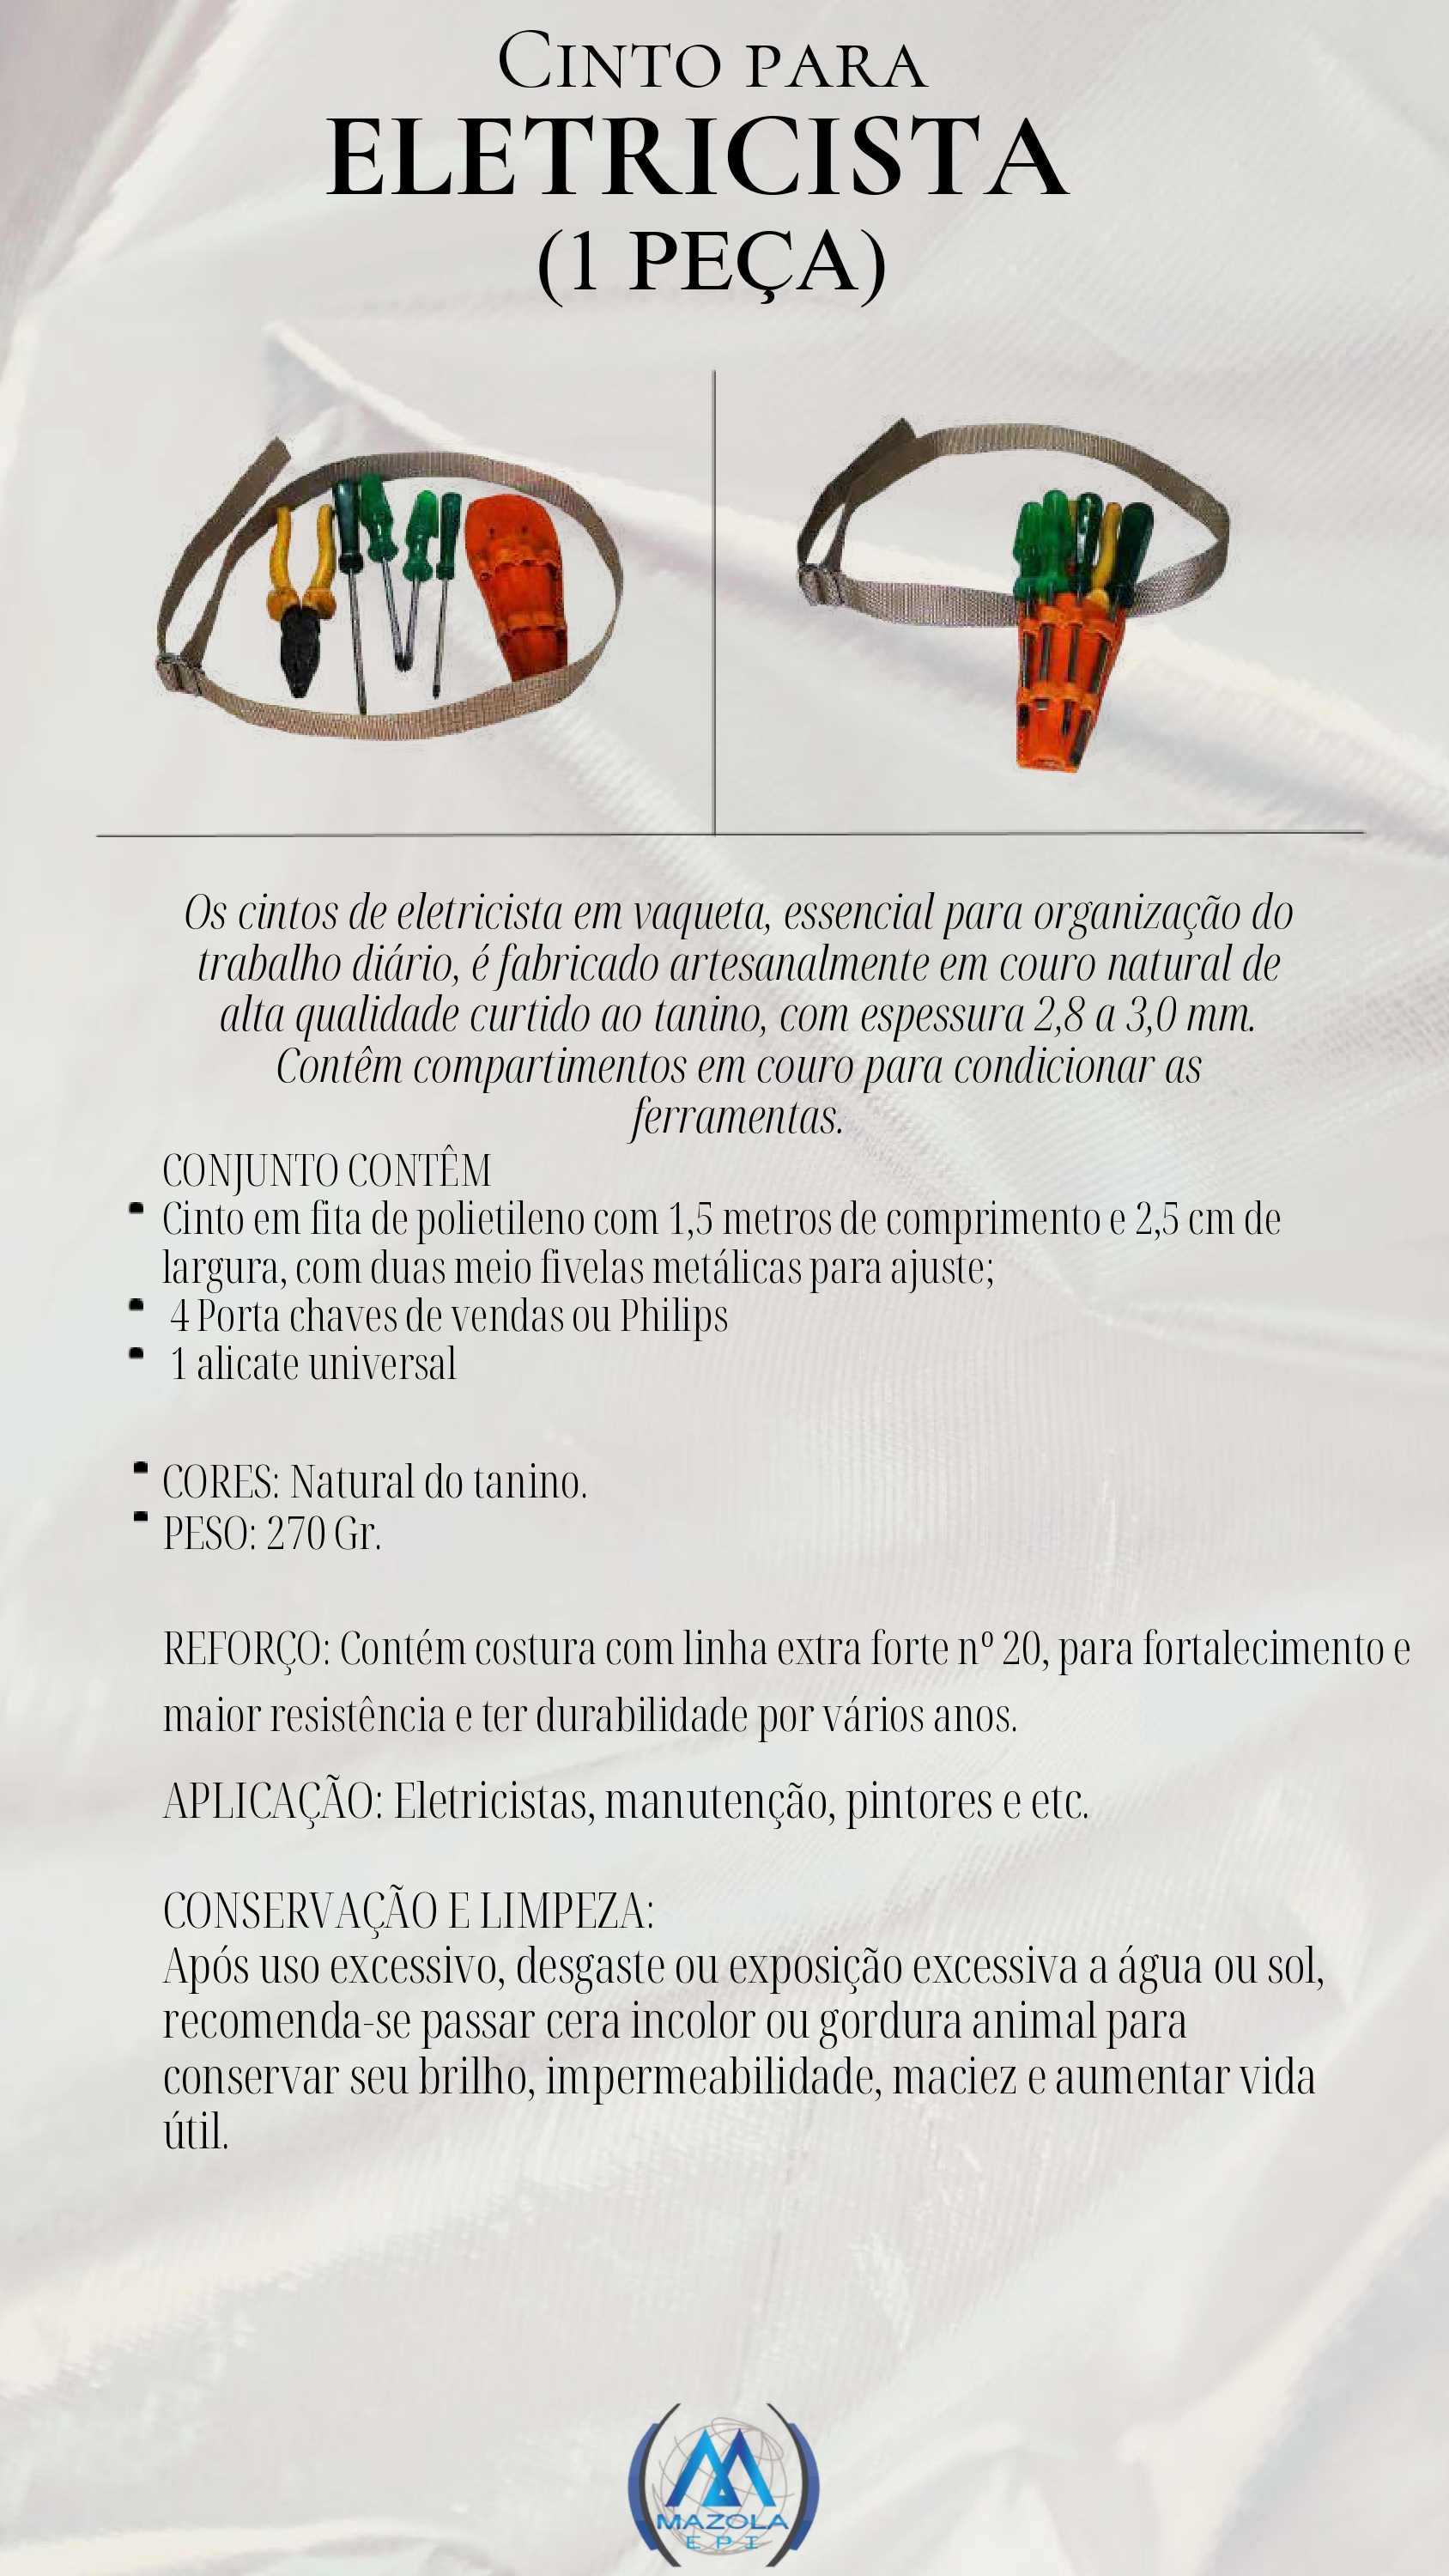 Cinto para
ELETRICISTA
(1 PEÇA)
Os cintos de eletricista em vaqueta, essencial para organização do
trabalho diário, é fabricado artesanalmente em couro natural de
alta qualidade curtido ao tanino, com espessura 2,8 a 3,0 mm.
Contêm compartimentos em couro para condicionar as
ferramentas.
CONJUNTO CONTÊM
Cinto em fita de polietileno com 1,5 metros de comprimento e 2,5 cm de
largura, com duas meio fivelas metálicas para ajuste;
4 Porta chaves de vendas ou Philips
1 alicate universal
CORES: Natural do tanino.
PESO: 270 Gr.
REFORÇO: Contém costura com linha extra forte nº 20, para fortalecimento e
maior resistência e ter durabilidade por vários anos.
APLICAÇÃO: Eletricistas, manutenção, pintores e etc.
CONSERVAÇÃO E LIMPEZA:
Após uso excessivo, desgaste ou exposição excessiva a água ou sol,
recomenda-se passar cera incolor ou gordura animal para
conservar seu brilho, impermeabilidade, maciez e aumentar vida
útil.
MAZOLA
EPI